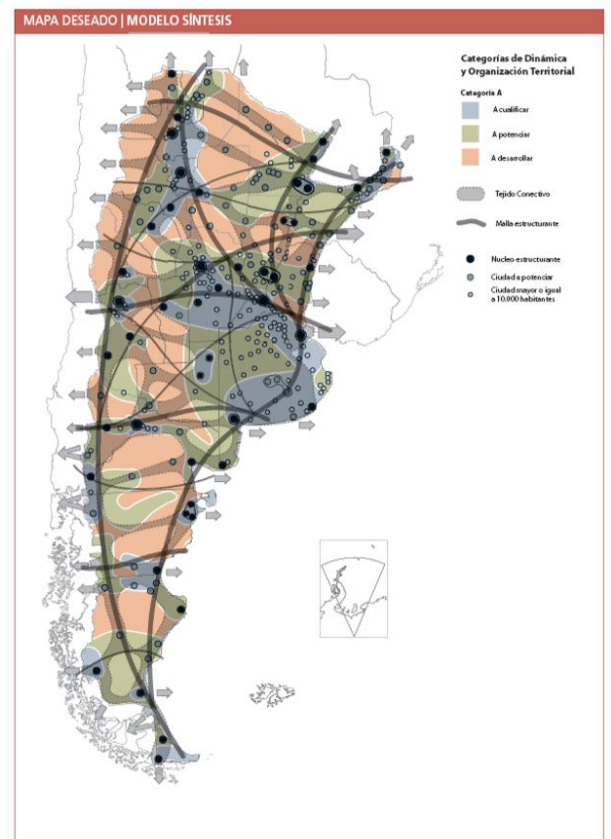 MAPA DESEADO | MODELO SÍNTESIS
Categorías de Dinámica
y Organización Territorial
Categoría A
A cualificar
A potenciar
A desarrollar
Tejido Conectivo
Malla estructurante
Nucleo estructurante
Ciudad a potenciar
Ciudad mayor o igual
a 10.000 habitantes